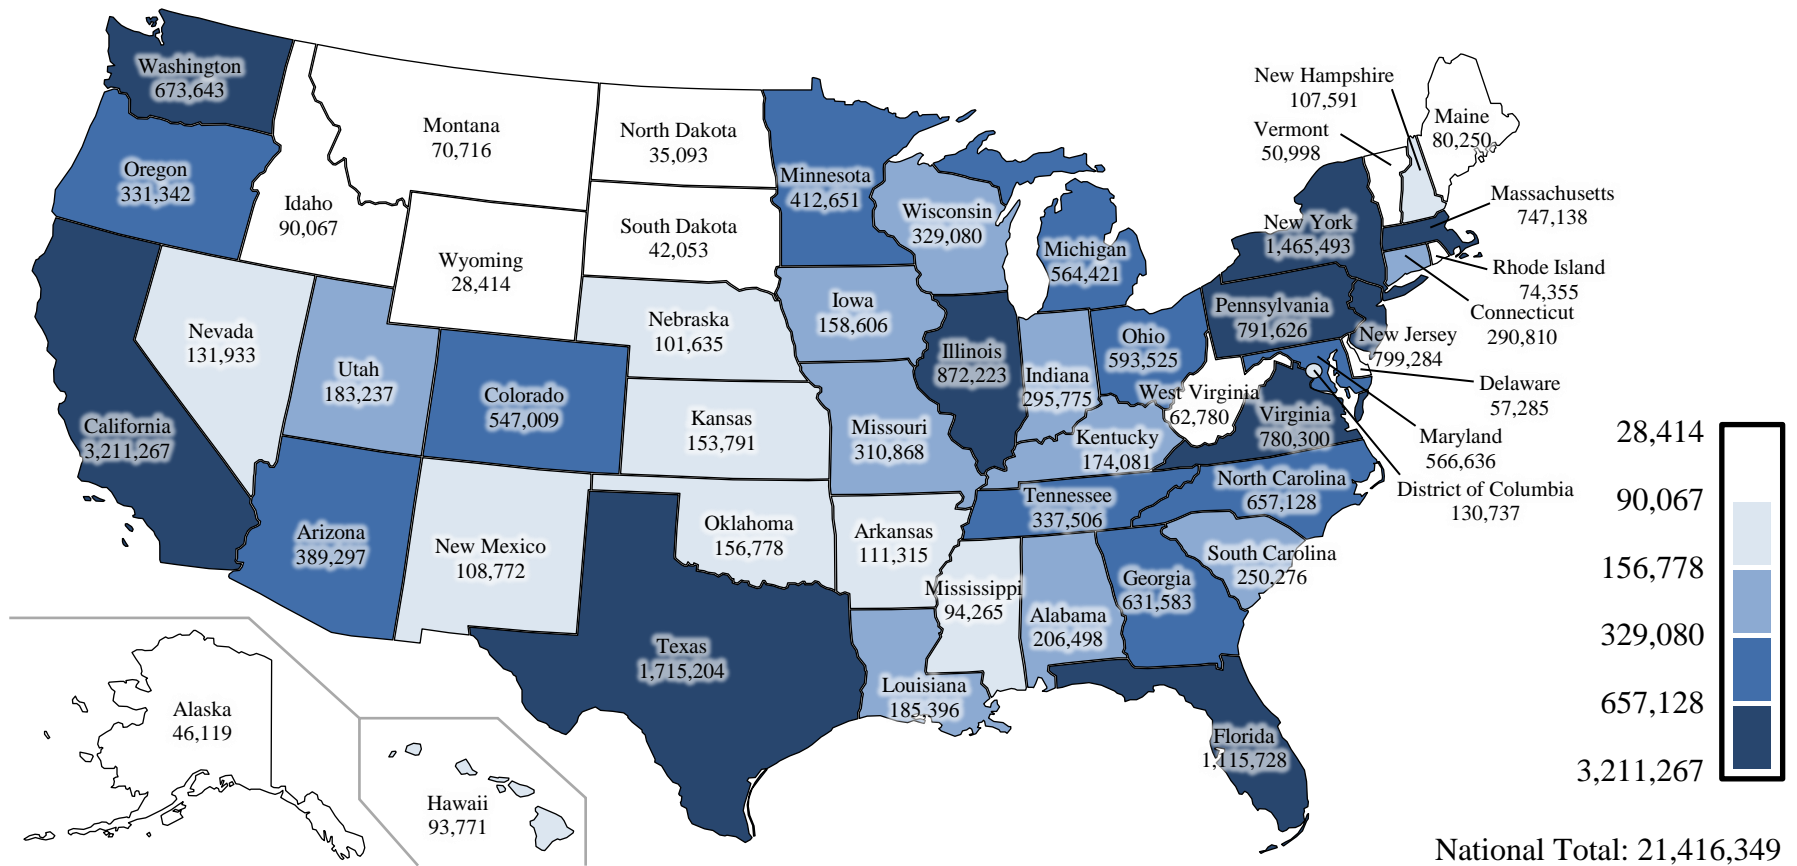 Washington
673,643
Oregon
331,342
California
3,211,267
Nevada
131,933
Idaho
90,067
Montana
70,716
Wyoming
28,414
Utah
183,237
Colorado
547,009
Arizona
389,297
New Mexico
108,772
North Dakota
35,093
South Dakota
42,053
Nebraska
101,635
Kansas
153,791
Oklahoma
156,778
Texas
1,715,204
Minnesota
412,651
Iowa
158,606
Missouri
310,868
Arkansas
111,315
Louisiana
185,396
Wisconsin
329,080
Illinois
872,223
Michigan
564,421
Indiana
295,775
Ohio
593,525
Kentucky
174,081
Tennessee
337,506
Mississippi
94,265
Alabama
206,498
Georgia
631,583
Florida
1,115,728
South Carolina
250,276
North Carolina
657,128
Virginia
780,300
West Virginia
62,780
Pennsylvania
791,626
New York
1,465,493
New Hampshire
107,591
Vermont
50,998
Maine
80,250
Massachusetts
747,138
Rhode Island
74,355
Connecticut
290,810
New Jersey
799,284
Delaware
57,285
Maryland
566,636
District of Columbia
130,737
Alaska
46,119
Hawaii
93,771
28,414
90,067
156,778
329,080
657,128
3,211,267
National Total: 21,416,349